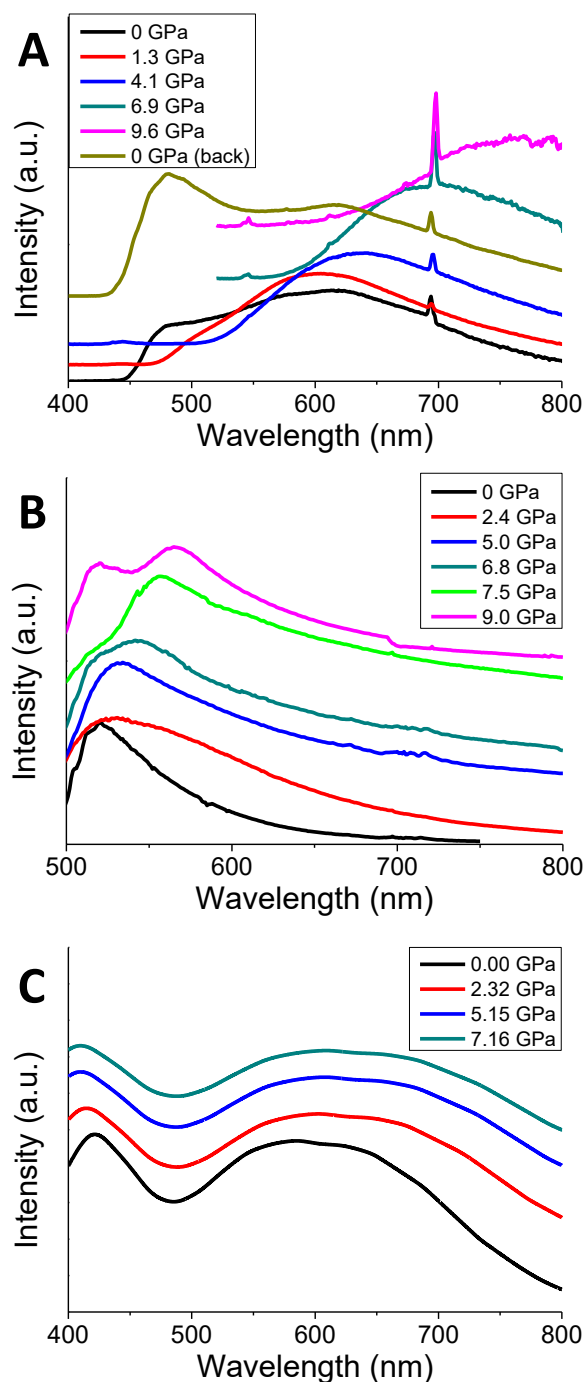 A
0 GPa
1.3 GPa
4.1 GPa
6.9 GPa
9.6 GPa
0 GPa (back)
Intensity (a.u.)
400 500 600 700 800
Wavelength (nm)
B
0 GPa
2.4 GPa
5.0 GPa
6.8 GPa
7.5 GPa
9.0 GPa
Intensity (a.u.)
500 600 700 800
Wavelength (nm)
C
0.00 GPa
2.32 GPa
5.15 GPa
7.16 GPa
Intensity (a.u.)
400 500 600 700 800
Wavelength (nm)